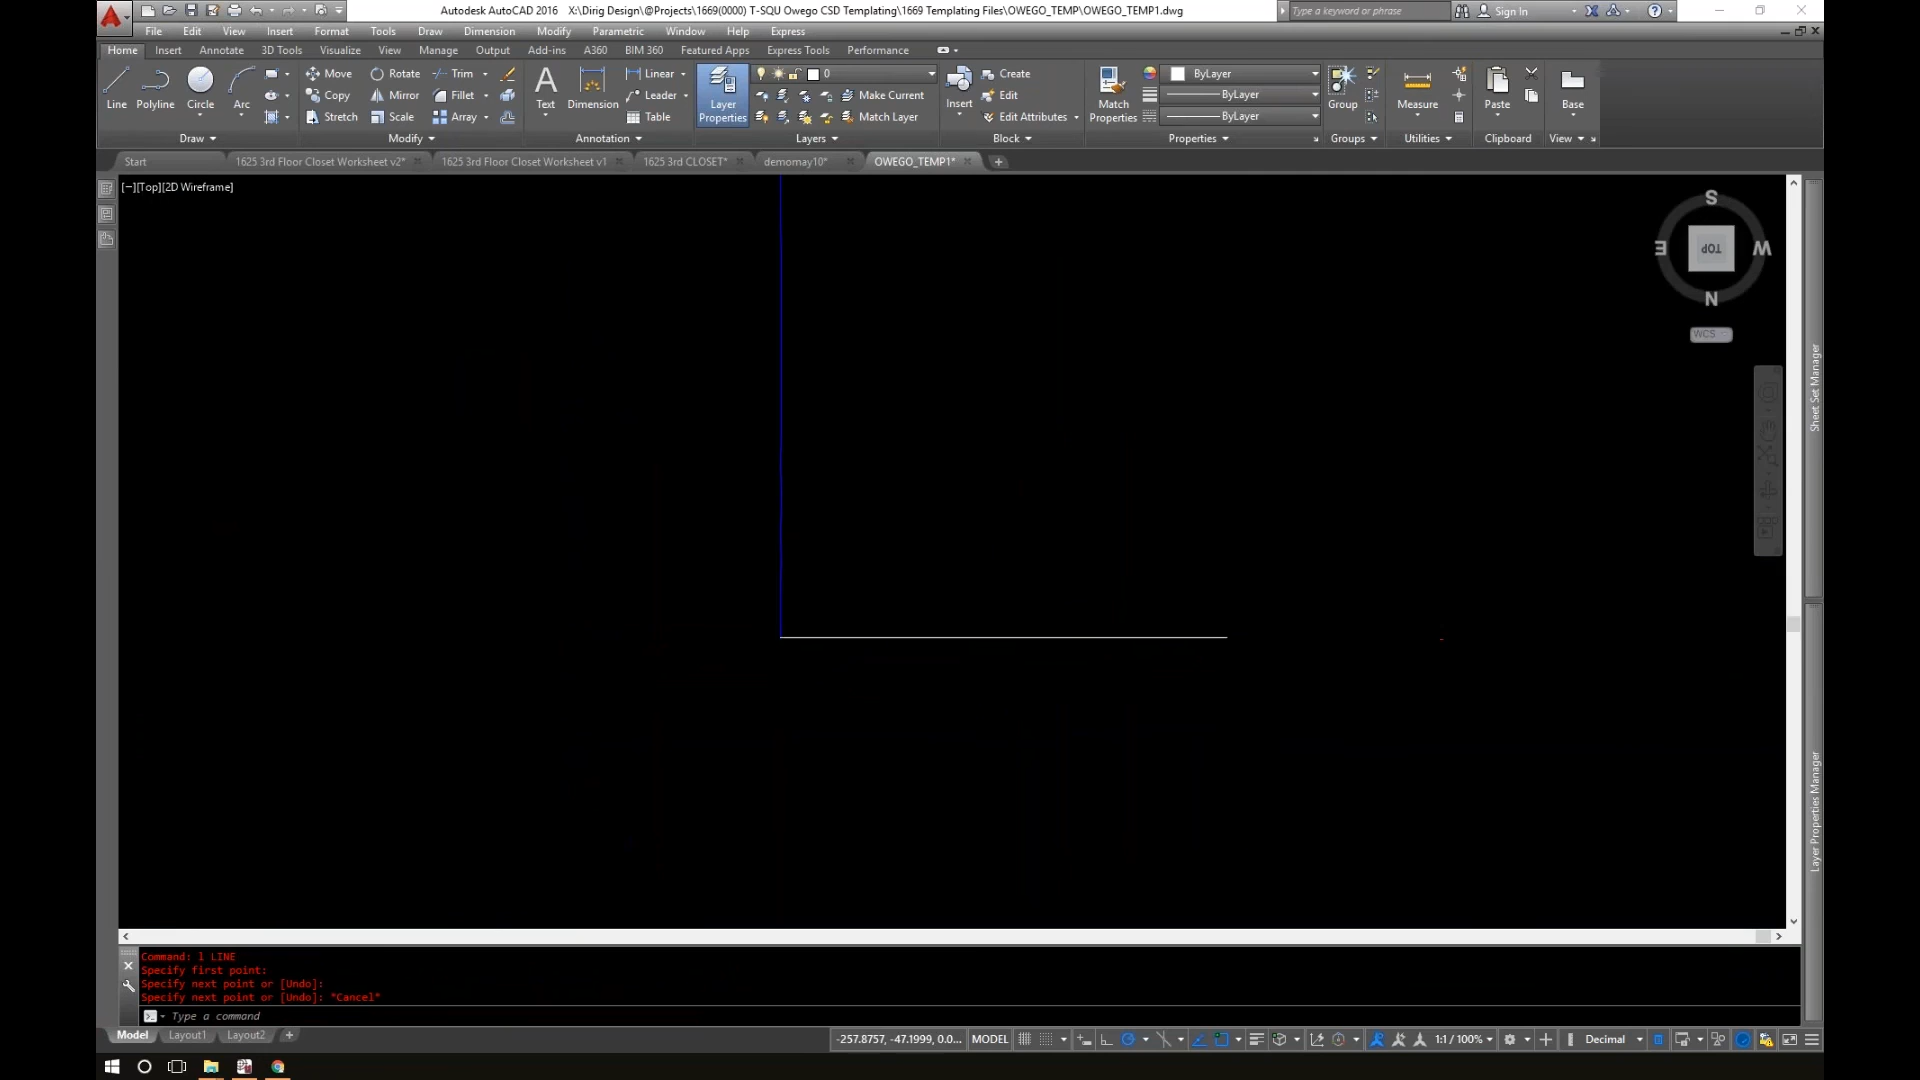 Autodesk AutoCAD 2016 X:\Dirig Design\@Projects\1669(0000) T-SQU Owego CSD Templating\1669 Templating Files\OWEGO_TEMP\OWEGO_TEMP1.dwg Type a keyword or phrase Sign In
File Edit View Insert Format Tools Draw Dimension Modify Parametric Window Help Express
Home Insert Annotate 3D Tools Visualize View Manage Output Add-ins A360 BIM 360 Featured Apps Express Tools Performance
Move Rotate Trim Linear 0 Create ByLayer
Line Polyline Circle Arc Copy Mirror Fillet Text Dimension Leader Layer Properties Make Current Insert Edit Match Properties ByLayer Group Measure Paste Base
Stretch Scale Array Table Match Layer Edit Attributes ByLayer
Draw Modify Annotation Layers Block Properties Groups Utilities Clipboard View
Start 1625 3rd Floor Closet Worksheet v2* 1625 3rd Floor Closet Worksheet v1 1625 3rd CLOSET* demomay10* OWEGO_TEMP1*
[−][Top][2D Wireframe]
S
E TOP W
N
WCS
Sheet Set Manager
Layer Properties Manager
Command: l LINE
Specify first point:
Specify next point or [Undo]:
Specify next point or [Undo]: *Cancel*
Type a command
Model Layout1 Layout2 +
-257.8757, -47.1999, 0.0... MODEL 1:1 / 100% Decimal